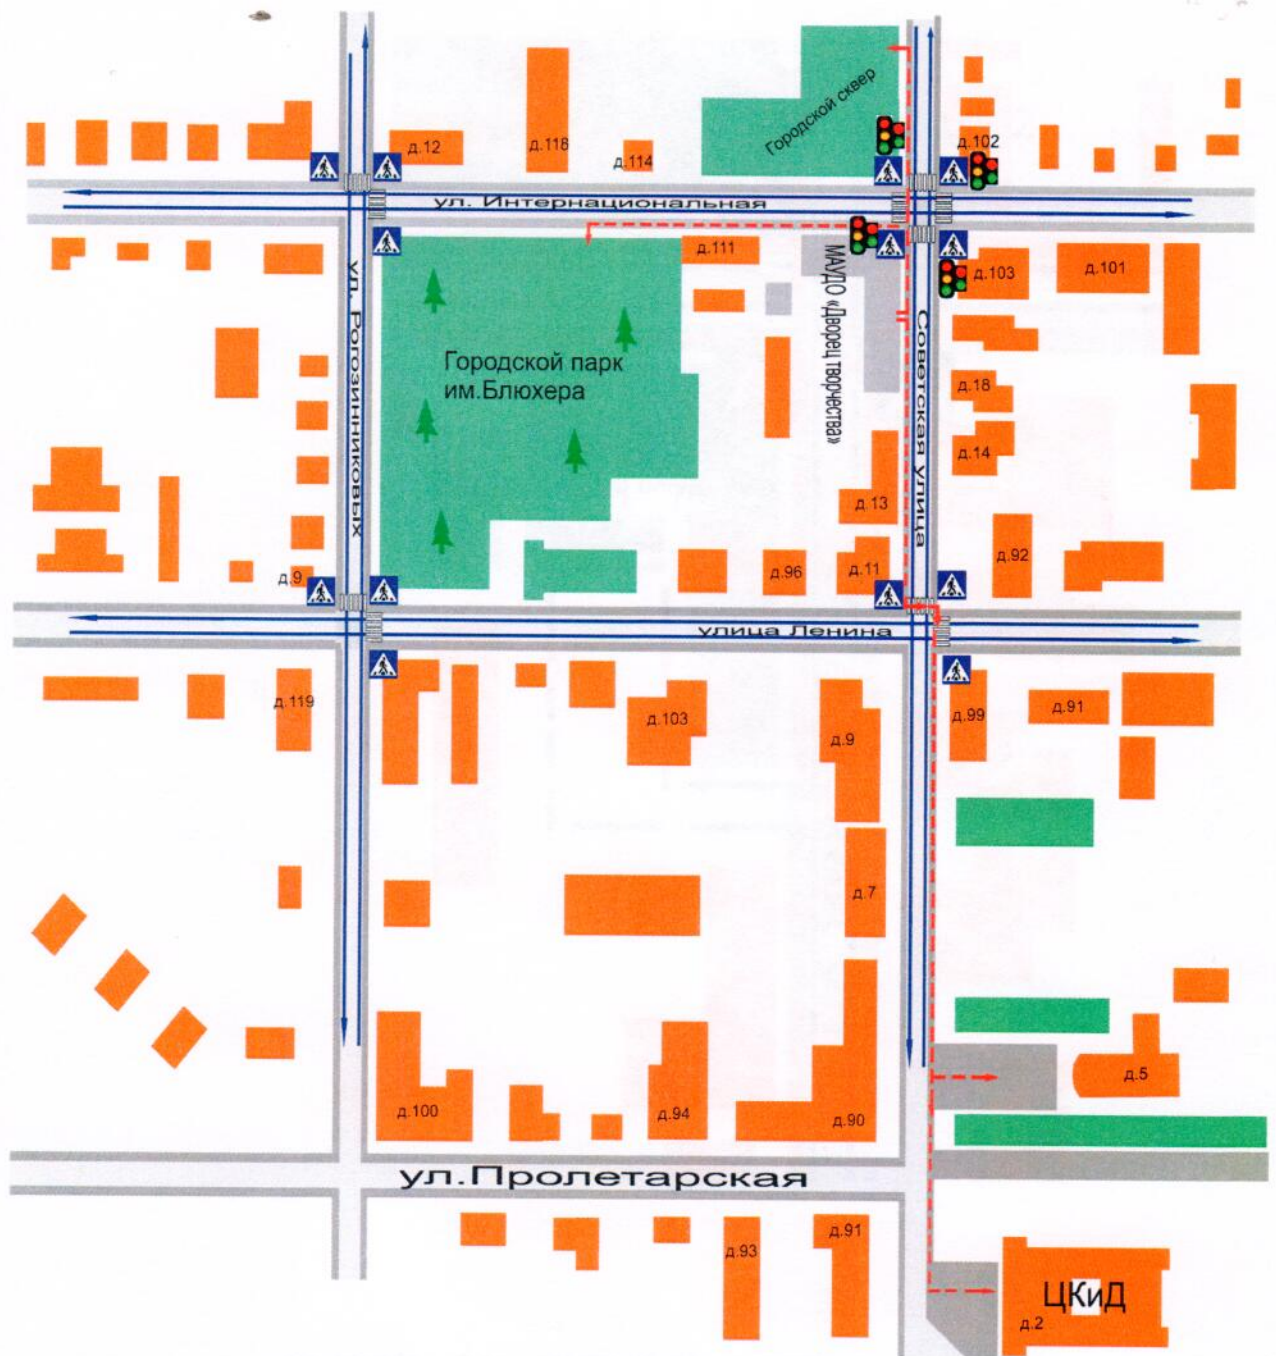 Городской сквер
д.12
д.118
д.114
д.102
ул. Интернациональная
д.111
МАУДО «Дворец творчества»
д.103
д.101
ул. Рогозинниковых
Советская улица
Городской парк
им.Блюхера
д.18
д.14
д.13
д.92
д.9
д.96
д.11
улица Ленина
д.119
д.103
д.9
д.99
д.91
д.7
д.5
д.100
д.94
д.90
ул.Пролетарская
д.93
д.91
ЦКиД
д.2